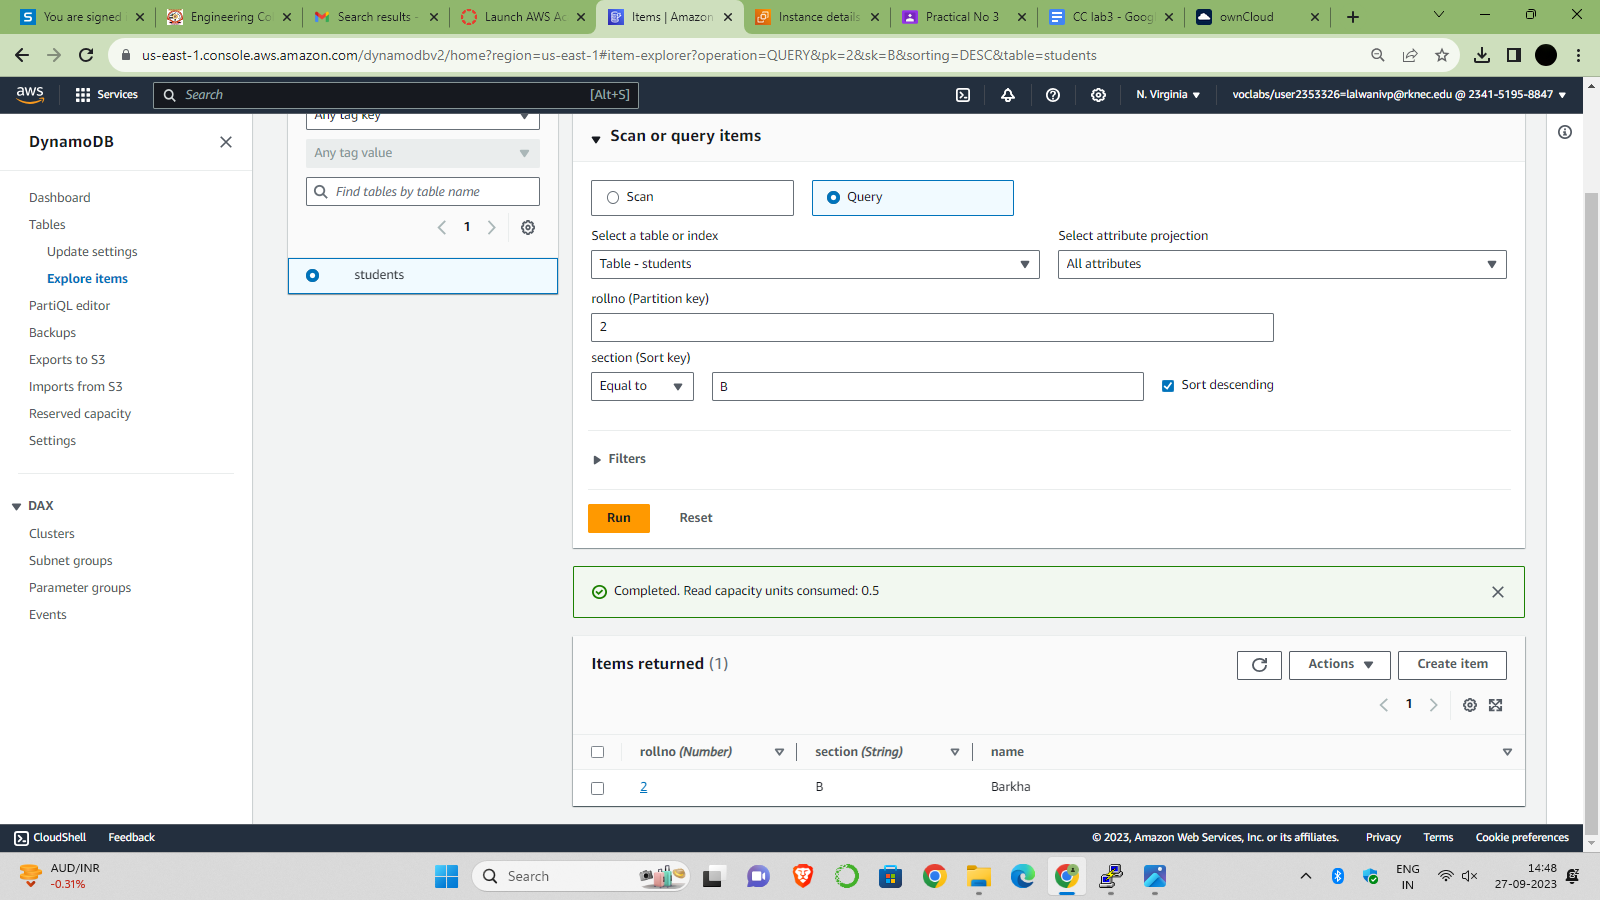 You are signed
Engineering Co
Search results -
Launch AWS Ac
Items | Amazon
Instance details
Practical No 3
CC lab3 - Goog
ownCloud
us-east-1.console.aws.amazon.com/dynamodbv2/home?region=us-east-1#item-explorer?operation=QUERY&pk=2&sk=B&sorting=DESC&table=students
aws
Services
Search
[Alt+S]
N. Virginia
voclabs/user2353326=lalwanivp@rknec.edu @ 2341-5195-8847
DynamoDB
Dashboard
Tables
Update settings
Explore items
PartiQL editor
Backups
Exports to S3
Imports from S3
Reserved capacity
Settings
DAX
Clusters
Subnet groups
Parameter groups
Events
Any tag key
Any tag value
Find tables by table name
1
students
Scan or query items
Scan
Query
Select a table or index
Select attribute projection
Table - students
All attributes
rollno (Partition key)
2
section (Sort key)
Equal to
B
Sort descending
Filters
Run
Reset
Completed. Read capacity units consumed: 0.5
Items returned (1)
Actions
Create item
1
rollno (Number)
section (String)
name
2
B
Barkha
CloudShell
Feedback
© 2023, Amazon Web Services, Inc. or its affiliates.
Privacy
Terms
Cookie preferences
AUD/INR
-0.31%
Search
ENG
IN
14:48
27-09-2023